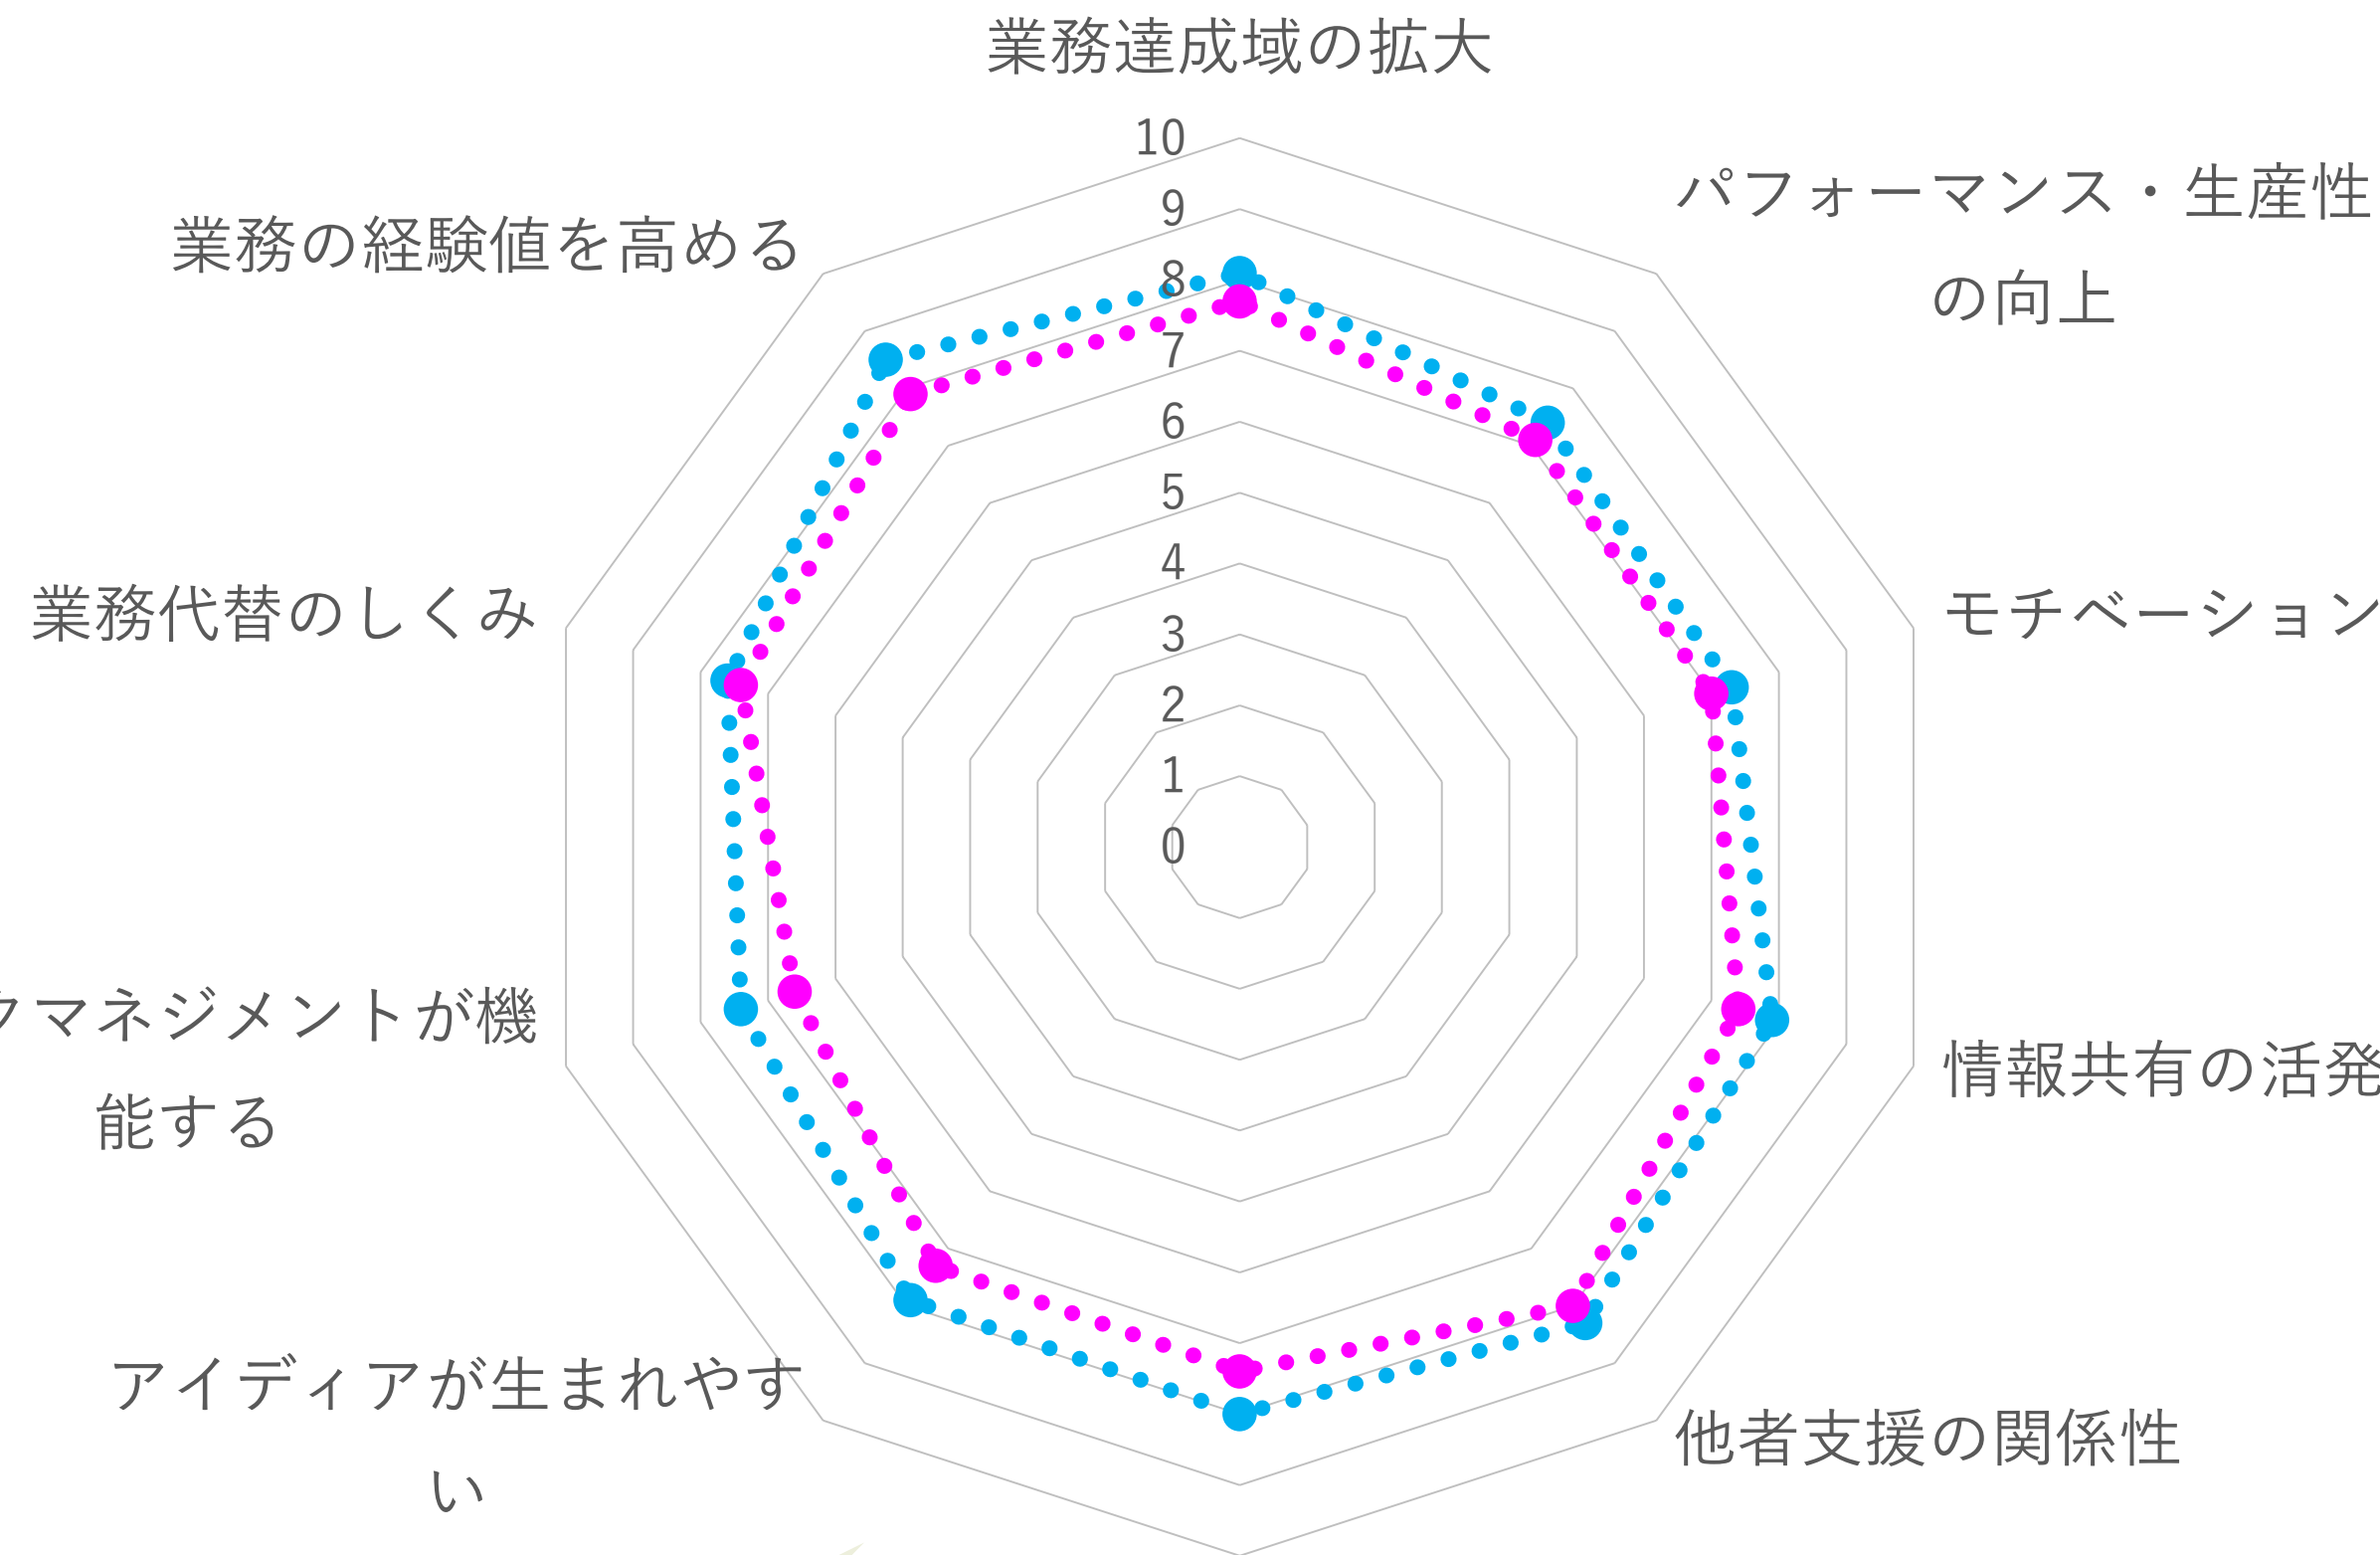 業務達成域の拡大
パフォーマンス・生産性
の向上
モチベーション
情報共有の活発
他者支援の関係性
アイディアが生まれやす
い
マネジメントが機
能する
業務代替のしくみ
業務の経験値を高める
10
9
8
7
6
5
4
3
2
1
0